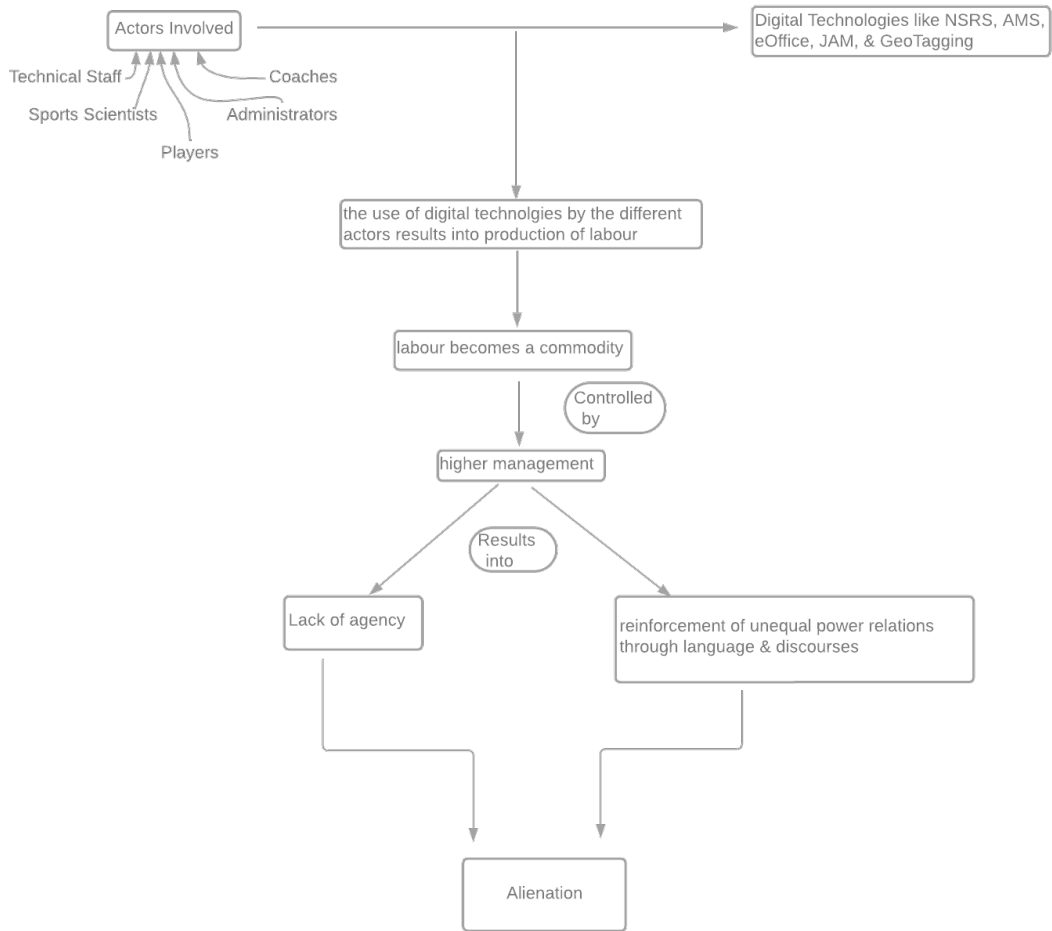 Actors Involved
Digital Technologies like NSRS, AMS,
eOffice, JAM, & GeoTagging
Technical Staff
Coaches
Sports Scientists
Administrators
Players
the use of digital technolgies by the different
actors results into production of labour
labour becomes a commodity
Controlled
by
higher management
Results
into
Lack of agency
reinforcement of unequal power relations
through language & discourses
Alienation